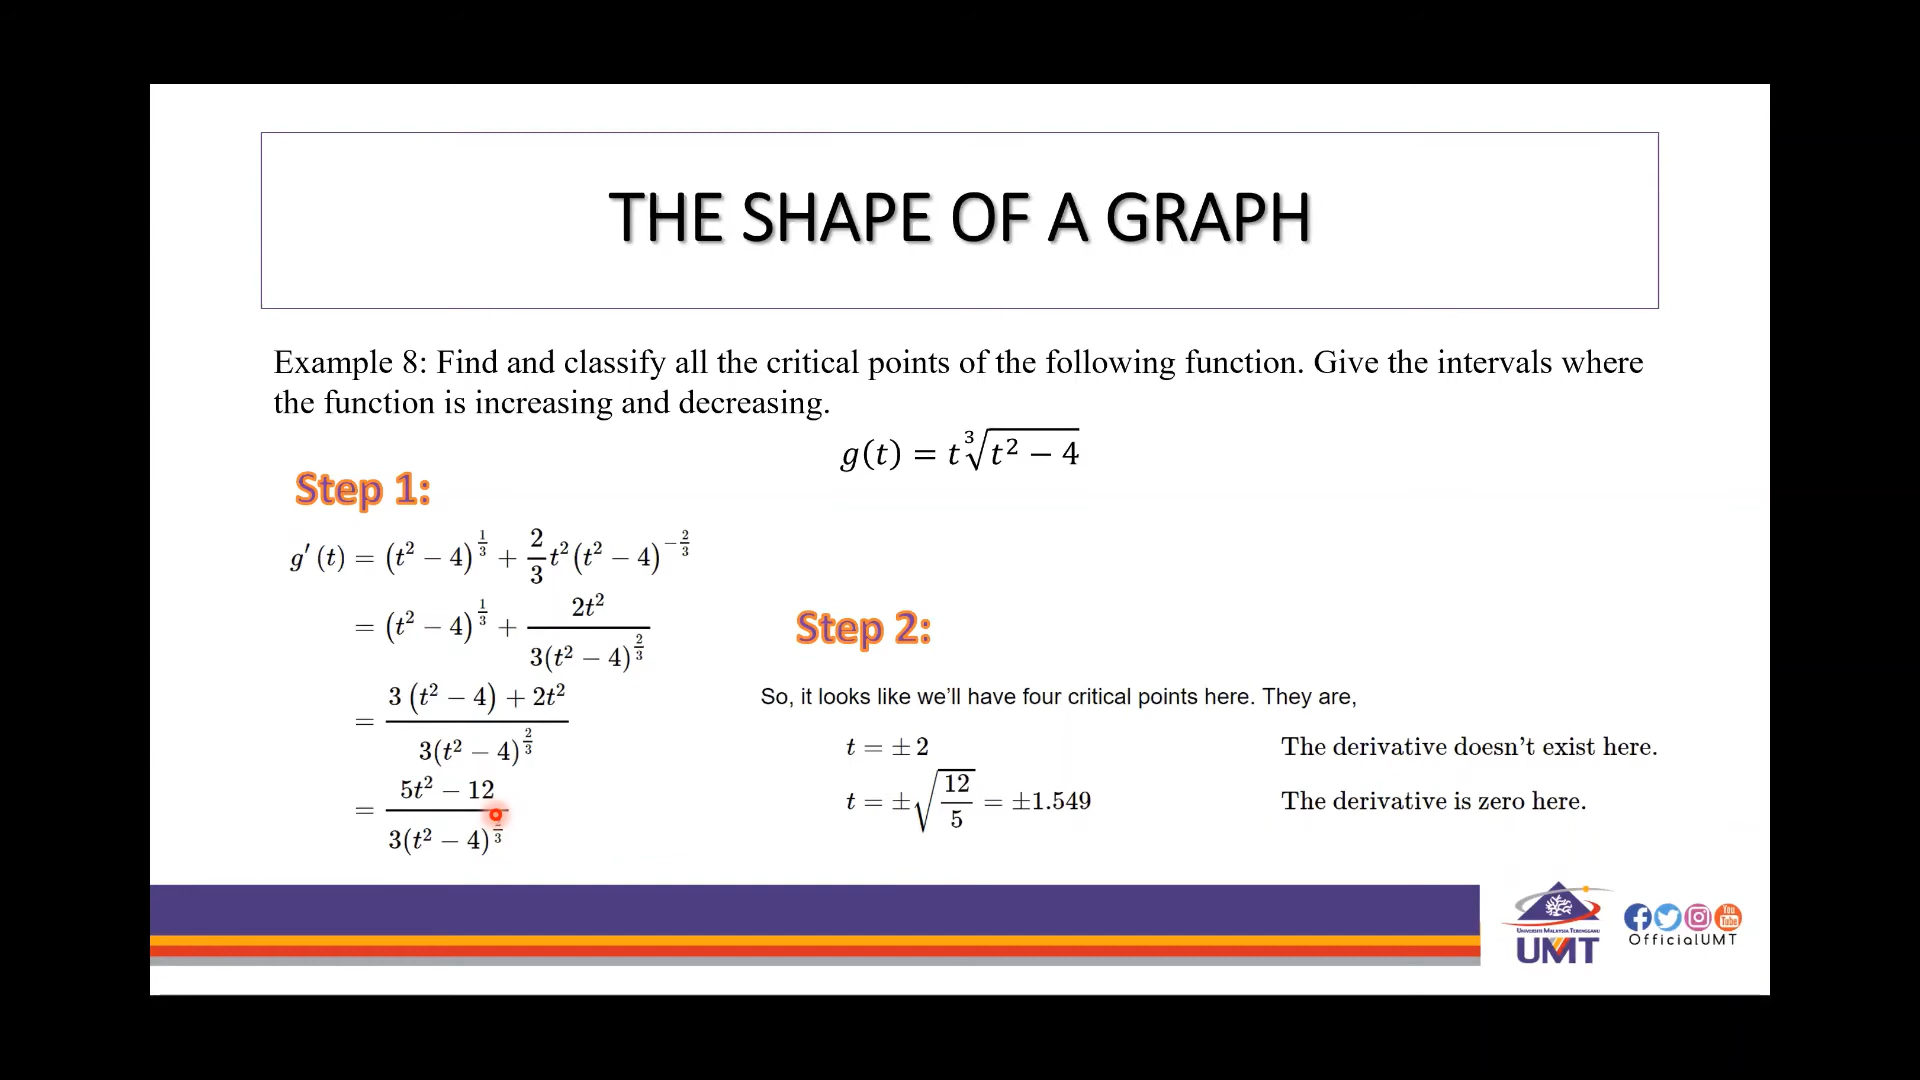 THE SHAPE OF A GRAPH
Example 8: Find and classify all the critical points of the following function. Give the intervals where
the function is increasing and decreasing.
g(t) = t∛(t² − 4)
Step 1:
g′ (t) = (t² − 4)^(1/3) + 2/3 t² (t² − 4)^(−2/3)
= (t² − 4)^(1/3) + 2t² / 3(t² − 4)^(2/3)
= 3 (t² − 4) + 2t² / 3(t² − 4)^(2/3)
= 5t² − 12 / 3(t² − 4)^(2/3)
Step 2:
So, it looks like we'll have four critical points here. They are,
t = ± 2 The derivative doesn't exist here.
t = ±√(12/5) = ±1.549 The derivative is zero here.
UNIVERSITI MALAYSIA TERENGGANU
UMT
You
Tube
OfficialUMT